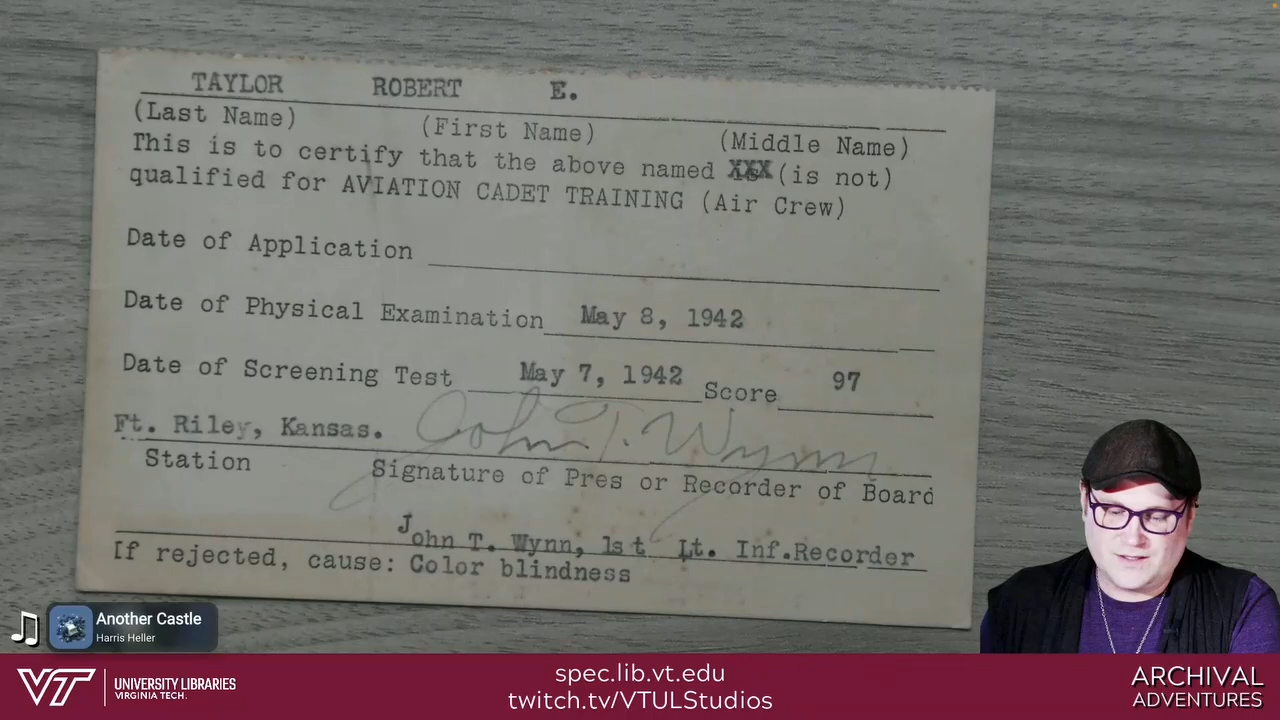 TAYLOR ROBERT E.
(Last Name) (First Name) (Middle Name)
This is to certify that the above named XXX (is not)
qualified for AVIATION CADET TRAINING (Air Crew)
Date of Application
Date of Physical Examination May 8, 1942
Date of Screening Test May 7, 1942 Score 97
Ft. Riley, Kansas. John T. Wynn
Station Signature of Pres or Recorder of Board
John T. Wynn, 1st Lt. Inf.Recorder
If rejected, cause: Color blindness
Another Castle
Harris Heller
VT UNIVERSITY LIBRARIES
VIRGINIA TECH.
spec.lib.vt.edu
twitch.tv/VTULStudios
ARCHIVAL
ADVENTURES